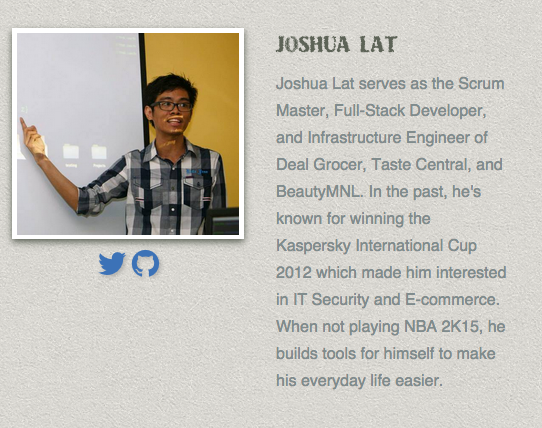 JOSHUA LAT
Joshua Lat serves as the Scrum
Master, Full-Stack Developer,
and Infrastructure Engineer of
Deal Grocer, Taste Central, and
BeautyMNL. In the past, he's
known for winning the
Kaspersky International Cup
2012 which made him interested
in IT Security and E-commerce.
When not playing NBA 2K15, he
builds tools for himself to make
his everyday life easier.